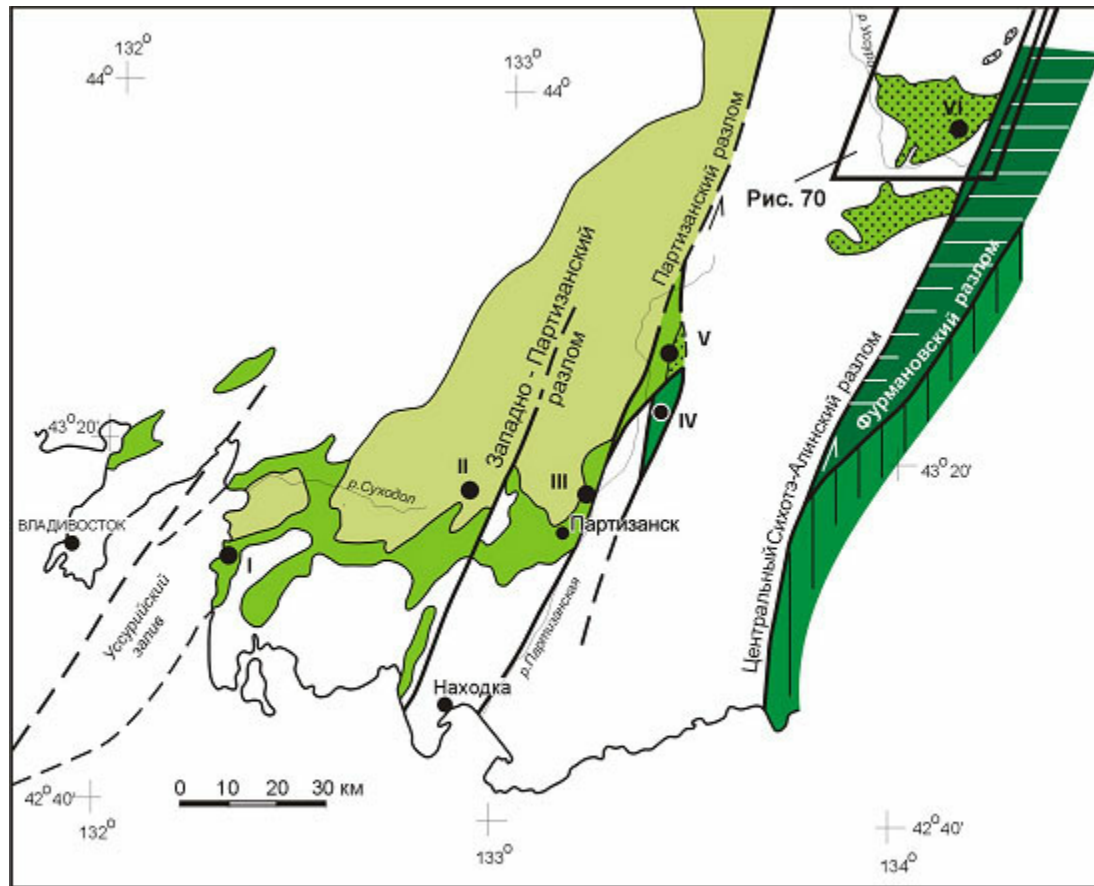 132°
44°
133°
44°
р.Уссури
VI
Рис. 70
Партизанский разлом
Западно - Партизанский
разлом
V
IV
Фурмановский разлом
Центральный Сихотэ-Алинский разлом
43° 20'
43° 20'
II
III
р.Суходол
Партизанск
ВЛАДИВОСТОК
I
Уссурийский
залив
р.Партизанская
Находка
0 10 20 30 км
42° 40'
132°
133°
42° 40'
134°